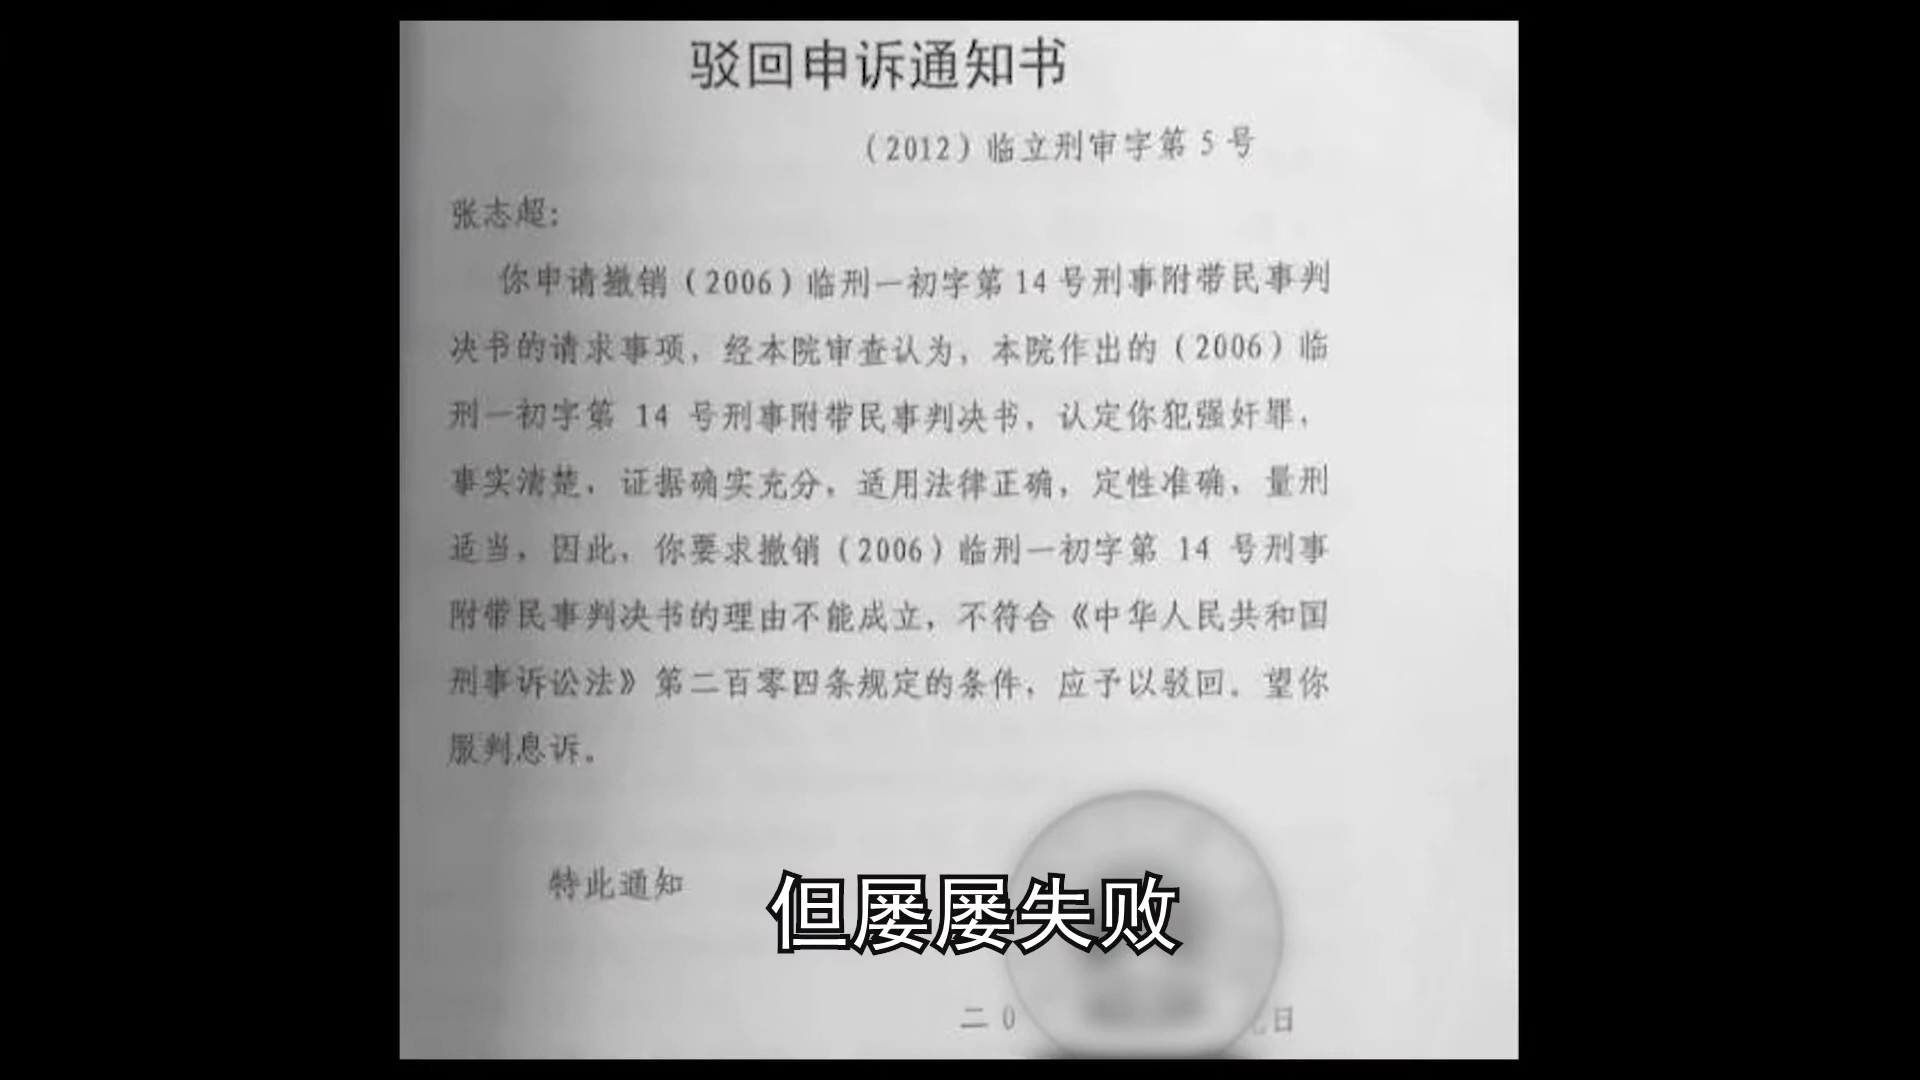 驳回申诉通知书
（2012）临立刑审字第5号
张志超：
你申请撤销（2006）临刑一初字第14号刑事附带民事判
决书的请求事项，经本院审查认为，本院作出的（2006）临
刑一初字第 14 号刑事附带民事判决书，认定你犯强奸罪，
事实清楚，证据确实充分，适用法律正确，定性准确，量刑
适当，因此，你要求撤销（2006）临刑一初字第 14 号刑事
附带民事判决书的理由不能成立，不符合《中华人民共和国
刑事诉讼法》第二百零四条规定的条件，应予以驳回。望你
服判息诉。
特此通知
但屡屡失败
二0
日